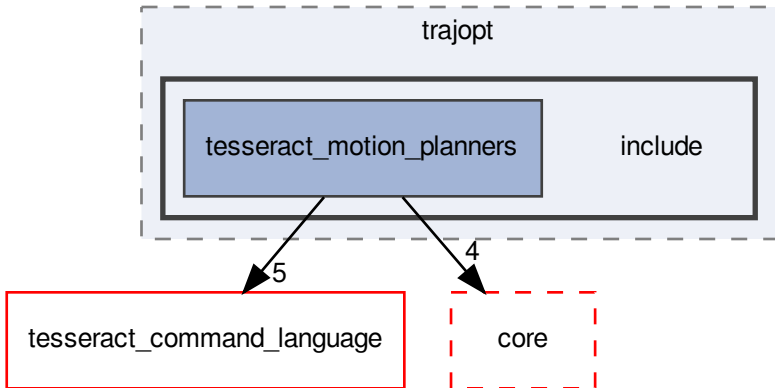 trajopt
tesseract_motion_planners
include
5
4
tesseract_command_language
core